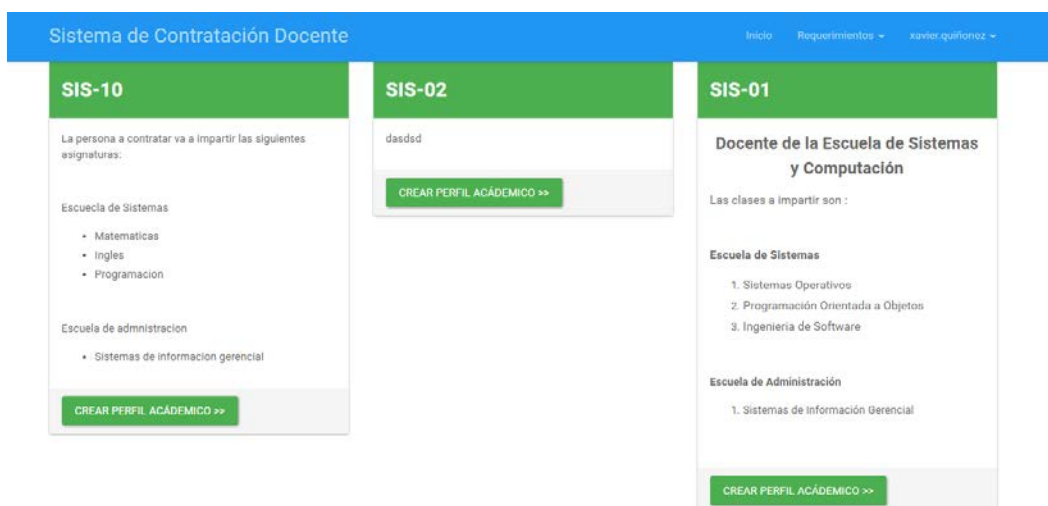 Sistema de Contratación Docente
Inicio
Requerimientos
xavier.quiñonez
SIS-10
La persona a contratar va a impartir las siguientes
asignaturas:
Escuecla de Sistemas
• Matematicas
• Ingles
• Programacion
Escuela de admnistracion
• Sistemas de informacion gerencial
CREAR PERFIL ACÁDEMICO >>
SIS-02
dasdsd
CREAR PERFIL ACÁDEMICO >>
SIS-01
Docente de la Escuela de Sistemas
y Computación
Las clases a impartir son :
Escuela de Sistemas
1. Sistemas Operativos
2. Programación Orientada a Objetos
3. Ingenieria de Software
Escuela de Administración
1. Sistemas de Información Gerencial
CREAR PERFIL ACÁDEMICO >>